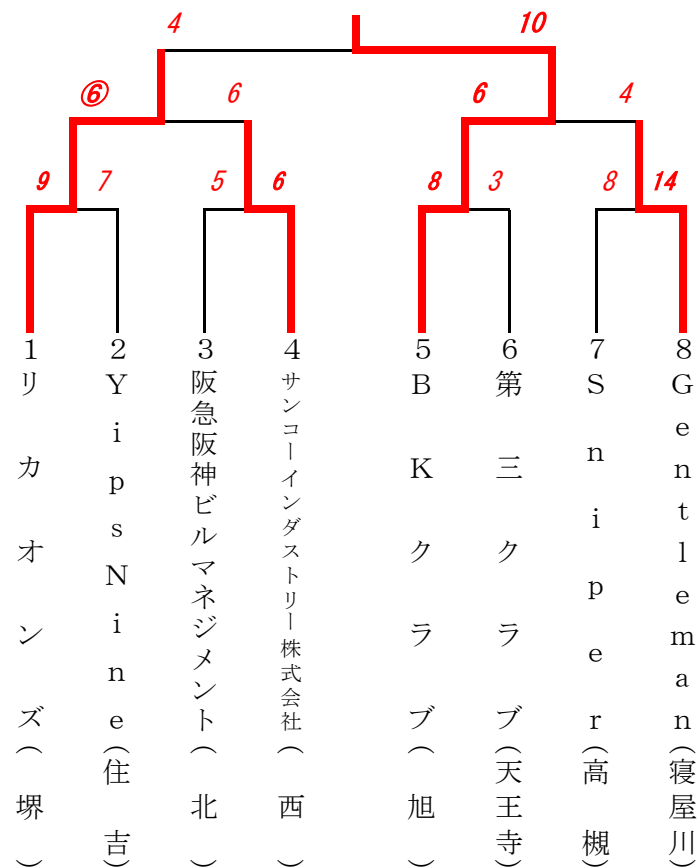 4 10
⑥ 6 6 4
9 7 5 6 8 3 8 14
1 2 3 4 5 6 7 8
リカオンズ(堺)
YipsNine(住吉)
阪急阪神ビルマネジメント(北)
サンコーインダストリー株式会社(西)
BKクラブ(旭)
第三クラブ(天王寺)
Sniper(高槻)
Gentleman(寝屋川)